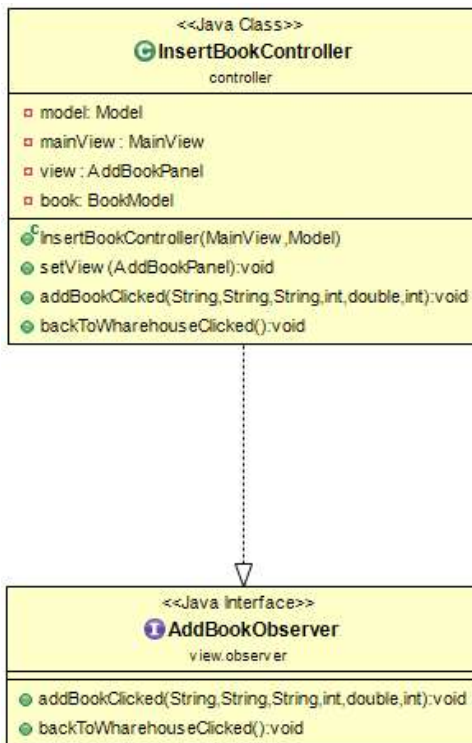 <<Java Class>>
InsertBookController
controller
model: Model
mainView : MainView
view : AddBookPanel
book: BookModel
InsertBookController(MainView,Model)
setView (AddBookPanel):void
addBookClicked(String,String,String,int,double,int):void
backToWharehouseClicked():void
<<Java Interface>>
AddBookObserver
view.observer
addBookClicked(String,String,String,int,double,int):void
backToWharehouseClicked():void